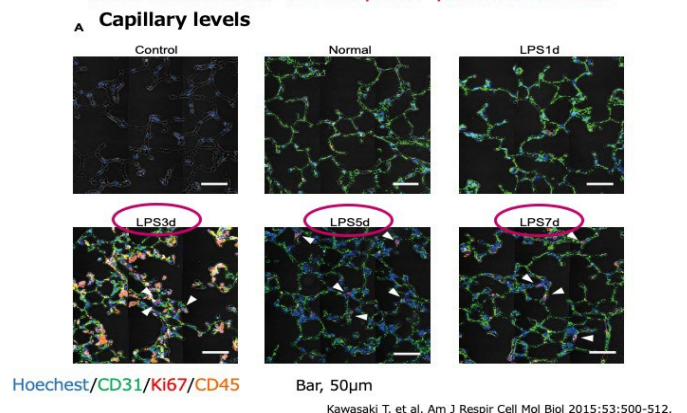 A Capillary levels
Control Normal LPS1d
LPS3d LPS5d LPS7d
Hoechest/CD31/Ki67/CD45 Bar, 50μm
Kawasaki T, et al. Am J Respir Cell Mol Biol 2015:53:500-512.